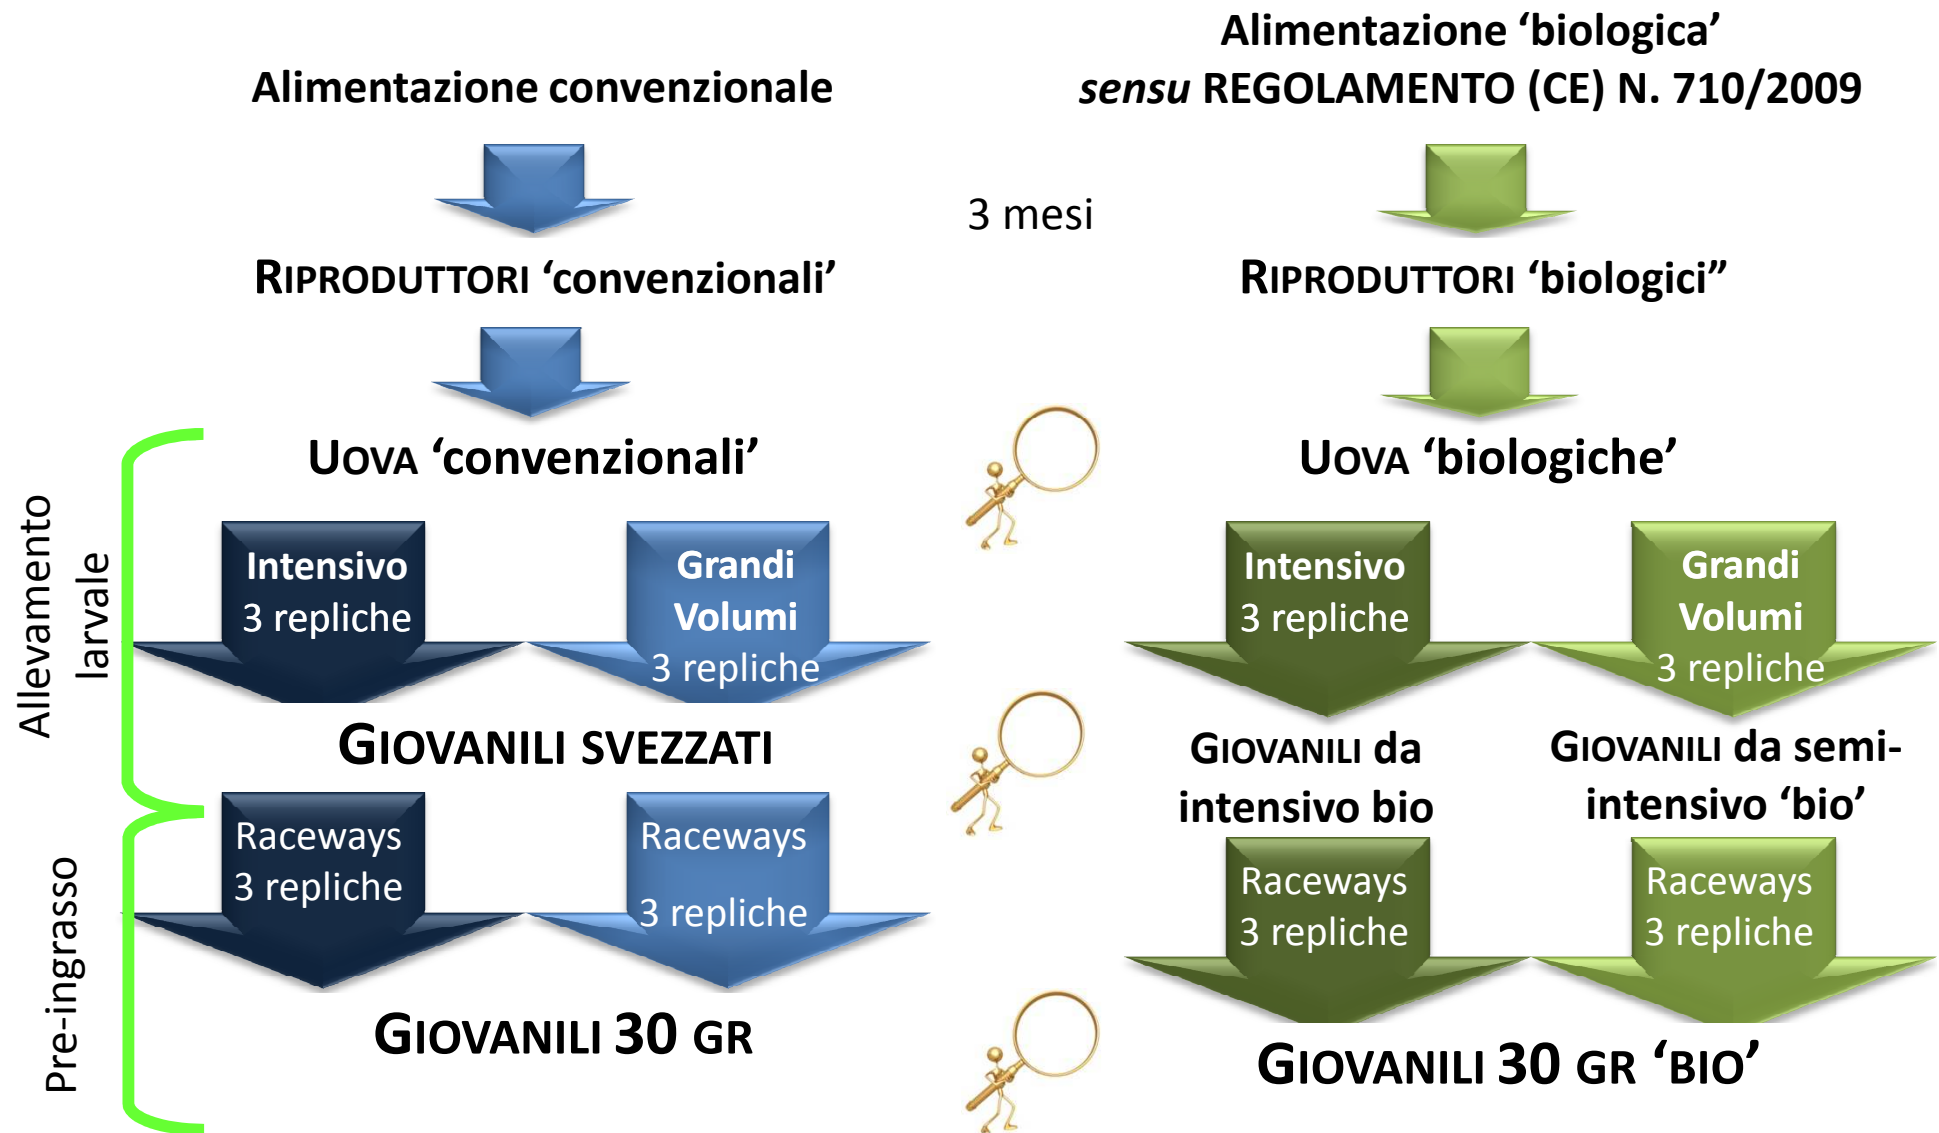 Alimentazione convenzionale
Alimentazione ‘biologica’
sensu REGOLAMENTO (CE) N. 710/2009
3 mesi
RIPRODUTTORI ‘convenzionali’
RIPRODUTTORI ‘biologici”
Allevamento
larvale
UOVA ‘convenzionali’
UOVA ‘biologiche’
Intensivo
3 repliche
Grandi
Volumi
3 repliche
Intensivo
3 repliche
Grandi
Volumi
3 repliche
GIOVANILI SVEZZATI
GIOVANILI da
intensivo bio
GIOVANILI da semi-
intensivo ‘bio’
Pre-ingrasso
Raceways
3 repliche
Raceways
3 repliche
Raceways
3 repliche
Raceways
3 repliche
GIOVANILI 30 GR
GIOVANILI 30 GR ‘BIO’